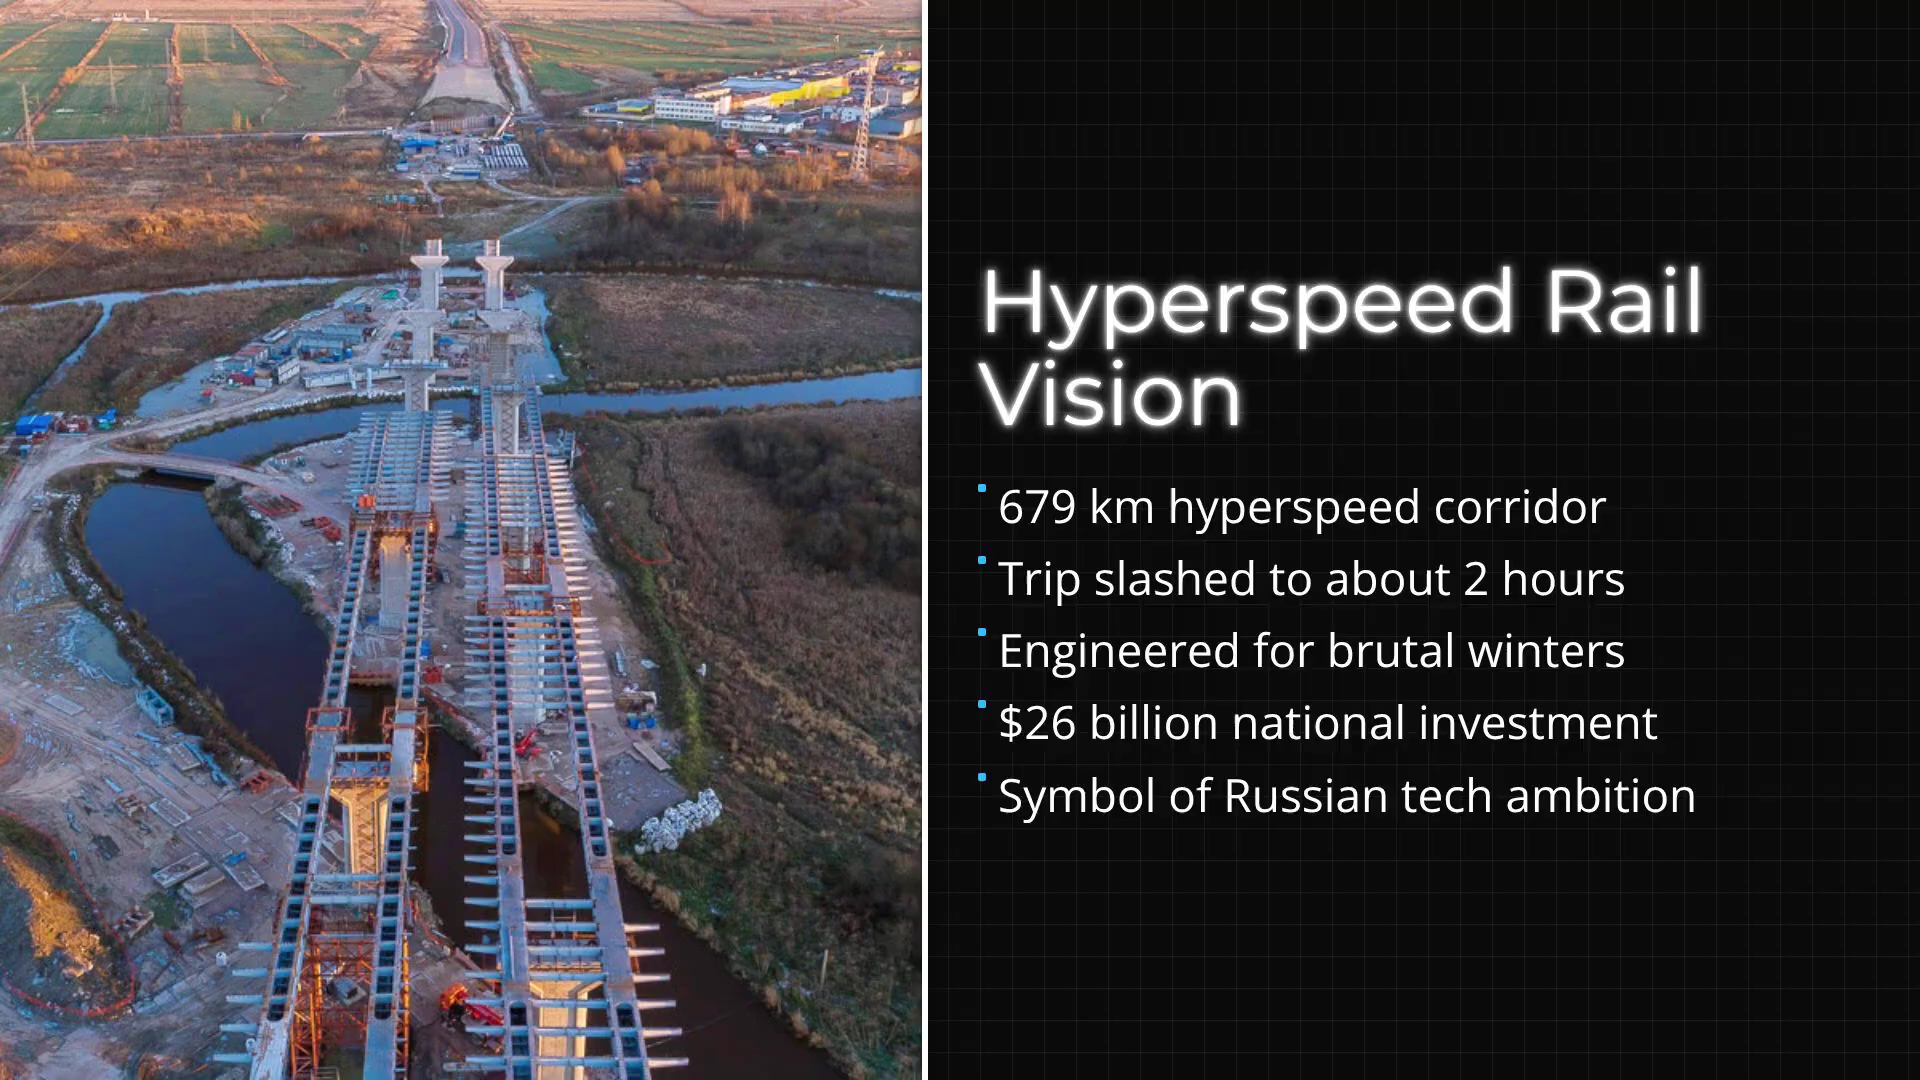 Hyperspeed Rail
Vision
679 km hyperspeed corridor
Trip slashed to about 2 hours
Engineered for brutal winters
$26 billion national investment
Symbol of Russian tech ambition